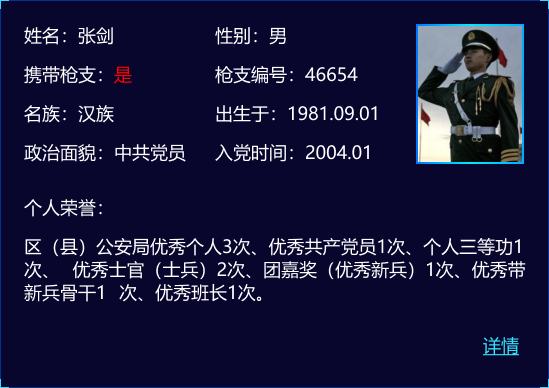 姓名：张剑 性别：男
携带枪支：是 枪支编号：46654
名族：汉族 出生于：1981.09.01
政治面貌：中共党员 入党时间：2004.01
个人荣誉：
区（县）公安局优秀个人3次、优秀共产党员1次、个人三等功1
次、 优秀士官（士兵）2次、团嘉奖（优秀新兵）1次、优秀带
新兵骨干1 次、优秀班长1次。
详情